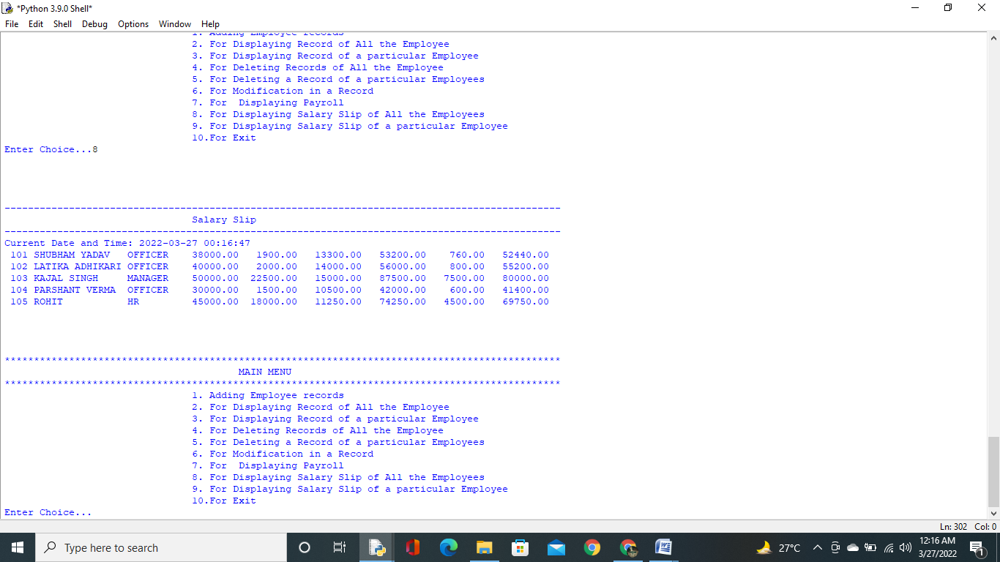 *Python 3.9.0 Shell*
File Edit Shell Debug Options Window Help
1. Adding Employee records
2. For Displaying Record of All the Employee
3. For Displaying Record of a particular Employee
4. For Deleting Records of All the Employee
5. For Deleting a Record of a particular Employees
6. For Modification in a Record
7. For  Displaying Payroll
8. For Displaying Salary Slip of All the Employees
9. For Displaying Salary Slip of a particular Employee
10.For Exit
Enter Choice...8
-----------------------------------------------------------------------------------------------
Salary Slip
-----------------------------------------------------------------------------------------------
Current Date and Time: 2022-03-27 00:16:47
101 SHUBHAM YADAV   OFFICER    38000.00   1900.00   13300.00   53200.00    760.00   52440.00
102 LATIKA ADHIKARI OFFICER    40000.00   2000.00   14000.00   56000.00    800.00   55200.00
103 KAJAL SINGH     MANAGER    50000.00  22500.00   15000.00   87500.00   7500.00   80000.00
104 PARSHANT VERMA  OFFICER    30000.00   1500.00   10500.00   42000.00    600.00   41400.00
105 ROHIT           HR         45000.00  18000.00   11250.00   74250.00   4500.00   69750.00
***********************************************************************************************
MAIN MENU
***********************************************************************************************
1. Adding Employee records
2. For Displaying Record of All the Employee
3. For Displaying Record of a particular Employee
4. For Deleting Records of All the Employee
5. For Deleting a Record of a particular Employees
6. For Modification in a Record
7. For  Displaying Payroll
8. For Displaying Salary Slip of All the Employees
9. For Displaying Salary Slip of a particular Employee
10.For Exit
Enter Choice...
Ln: 302 Col: 0
Type here to search
27°C
12:16 AM
3/27/2022
1